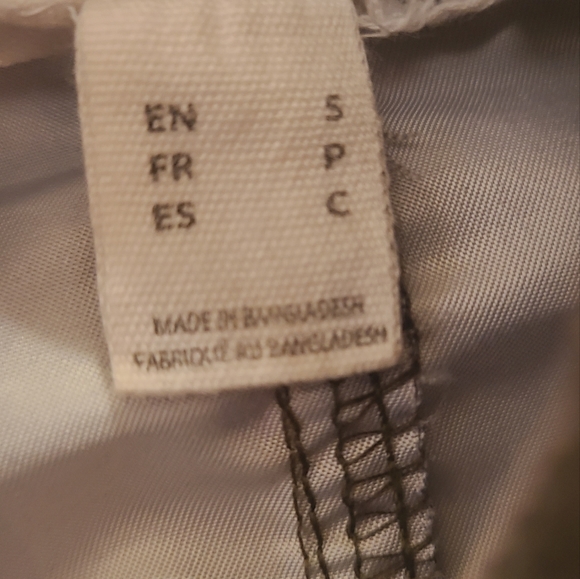 EN S
FR P
ES C
MADE IN BANGLADESH
FABRIQUÉ AU BANGLADESH